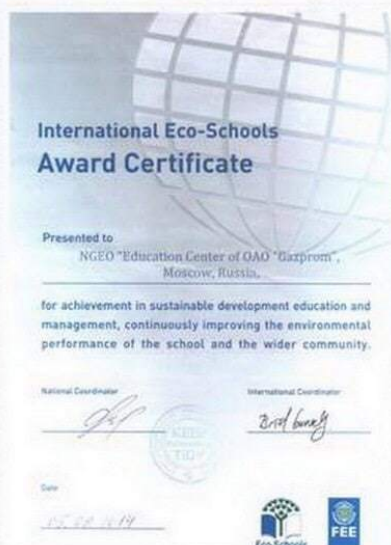 International Eco-Schools
Award Certificate
Presented to
NGEO "Education Center of OAO "Gazprom",
Moscow, Russia,
for achievement in sustainable development education and
management, continuously improving the environmental
performance of the school and the wider community.
National Coordinator
International Coordinator
Date
Eco-Schools
FEE